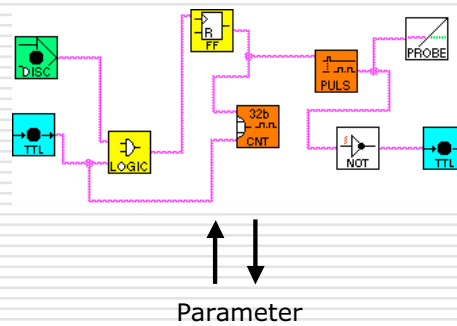 R
FF
PROBE
DISC
PULS
32b
CNT
TTL
LOGIC
NOT
TTL
Parameter